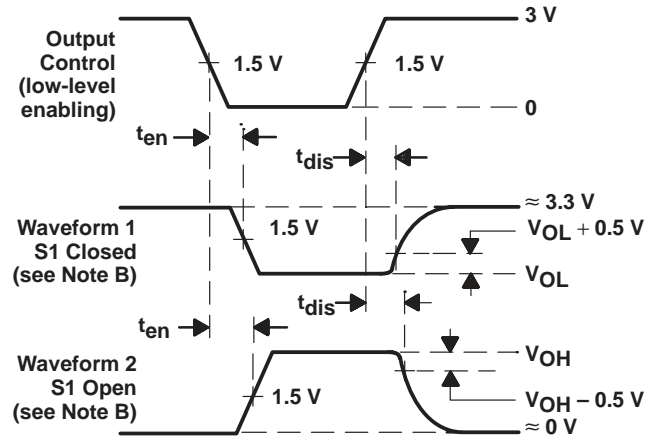 3 V
Output
Control
(low-level
enabling)
1.5 V
1.5 V
0
ten
tdis
≈ 3.3 V
Waveform 1
S1 Closed
(see Note B)
1.5 V
VOL + 0.5 V
VOL
tdis
ten
Waveform 2
S1 Open
(see Note B)
1.5 V
VOH
VOH – 0.5 V
≈ 0 V